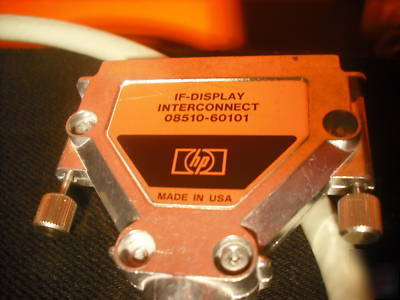 IF-DISPLAY
INTERCONNECT
08510-60101
hp
MADE IN USA